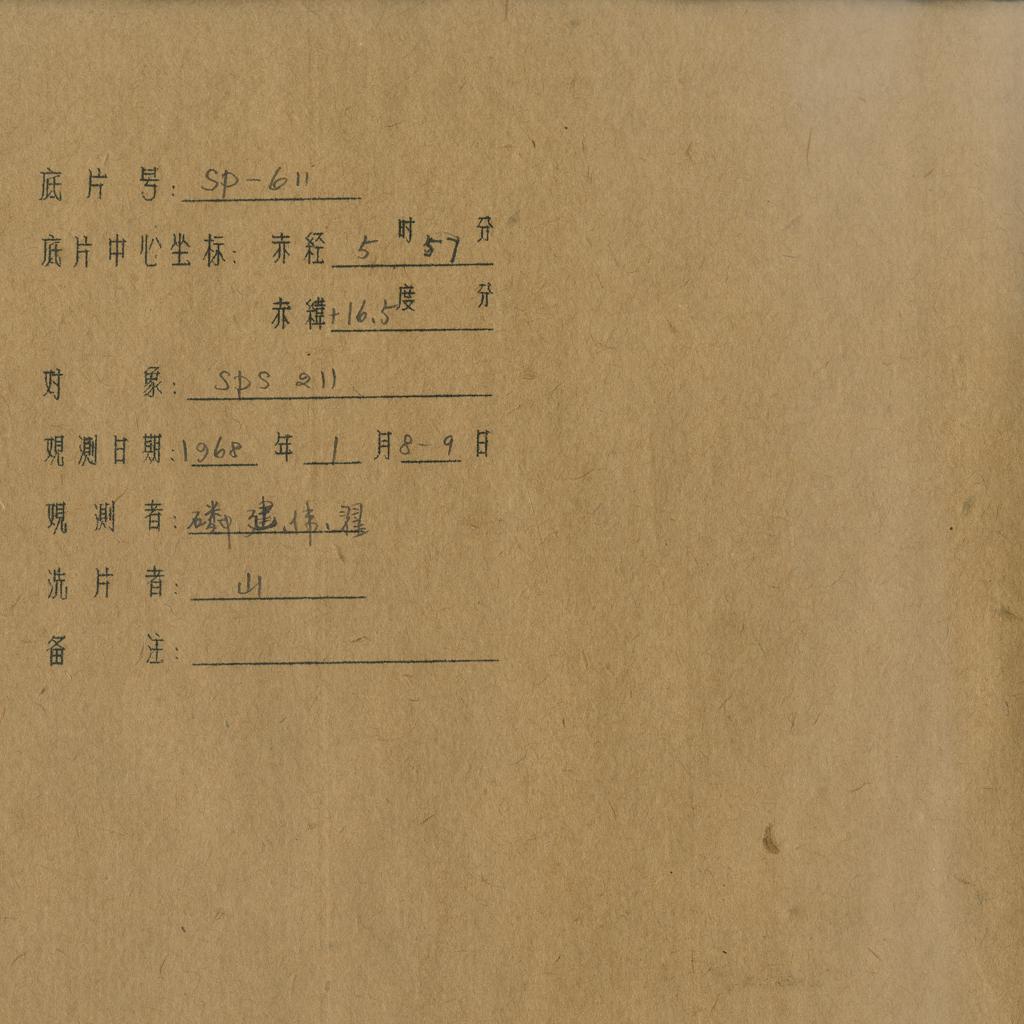 底片号: SP-611
底片中心坐标: 赤经 5 时 57 分
赤緯 +16.5 度 分
对象: SPS 211
观测日期: 1968 年 1 月 8-9 日
观测者: 建、伟、翟
洗片者: 山
备注: